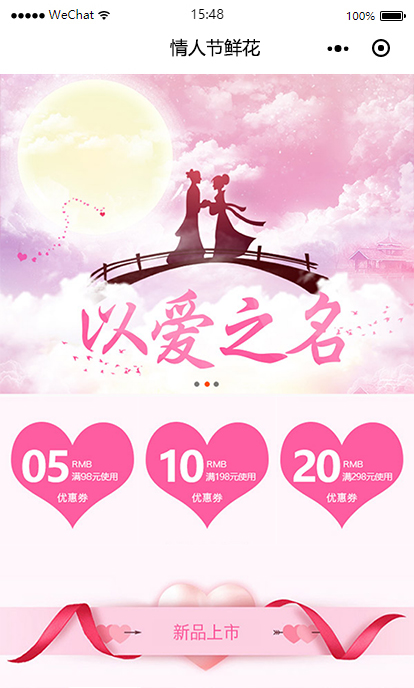 WeChat
15:48
100%
情人节鲜花
以爱之名
05 RMB
满98元使用
优惠券
10 RMB
满198元使用
优惠券
20 RMB
满298元使用
优惠券
新品上市